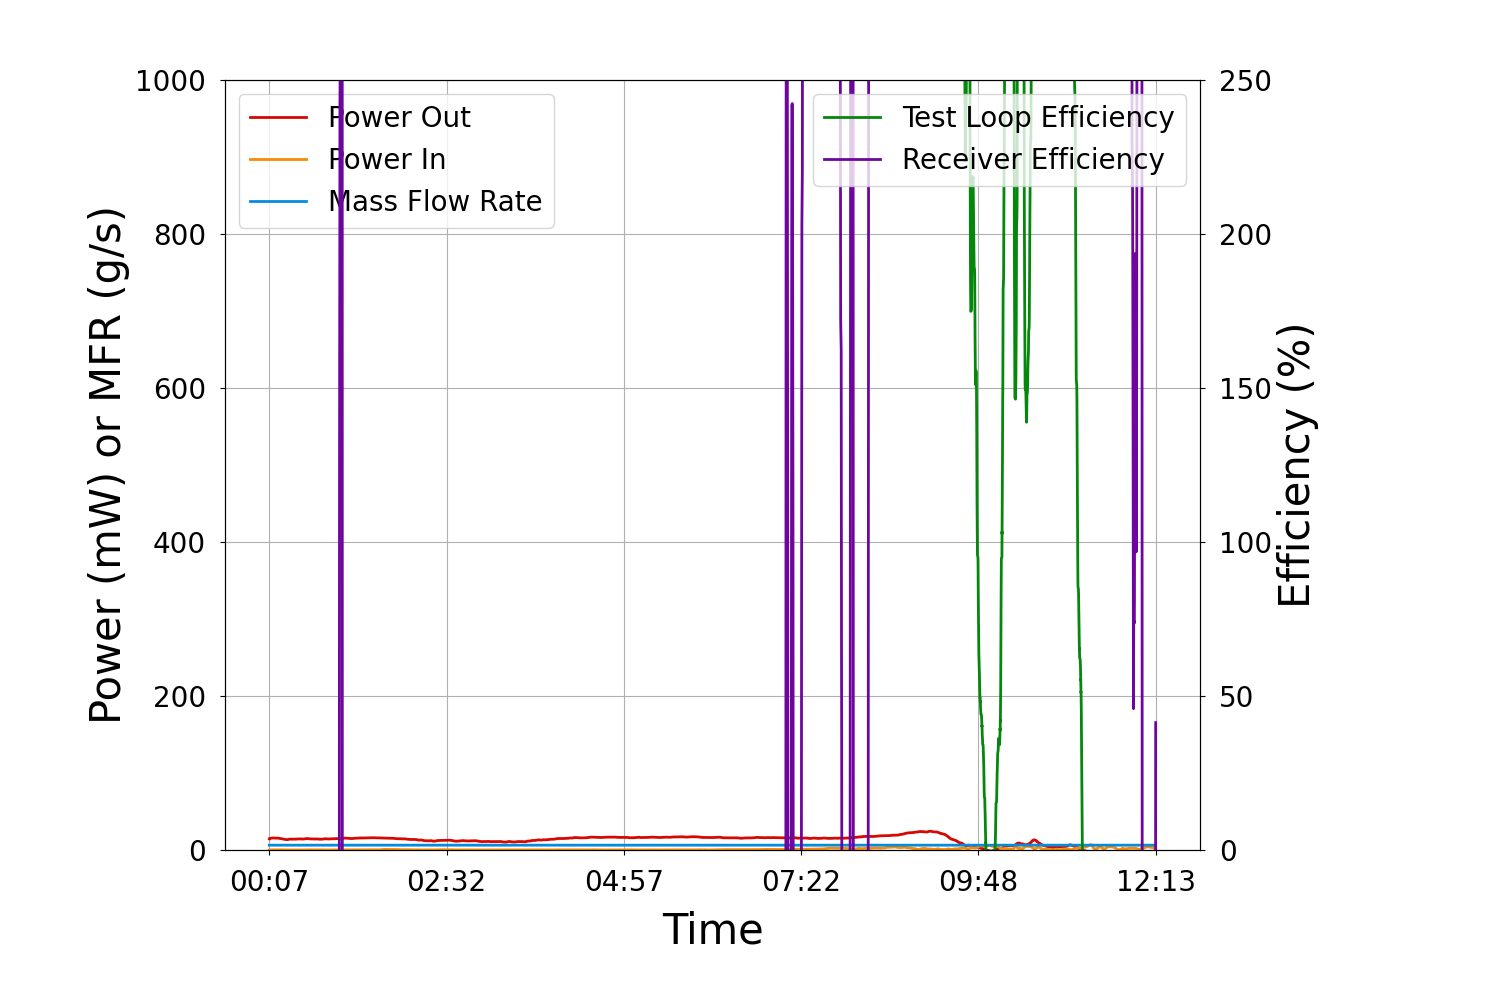 1000
800
600
400
200
0
Power (mW) or MFR (g/s)
Power Out
Power In
Mass Flow Rate
Test Loop Efficiency
Receiver Efficiency
250
200
150
100
50
0
Efficiency (%)
00:07 02:32 04:57 07:22 09:48 12:13
Time